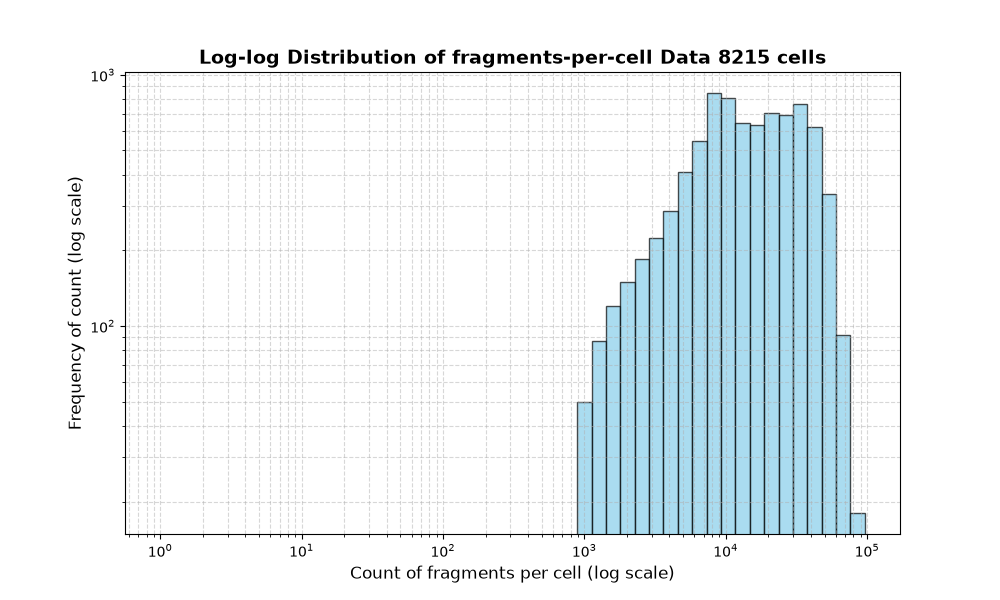 Log-log Distribution of fragments-per-cell Data 8215 cells
10³
10²
Frequency of count (log scale)
10⁰ 10¹ 10² 10³ 10⁴ 10⁵
Count of fragments per cell (log scale)